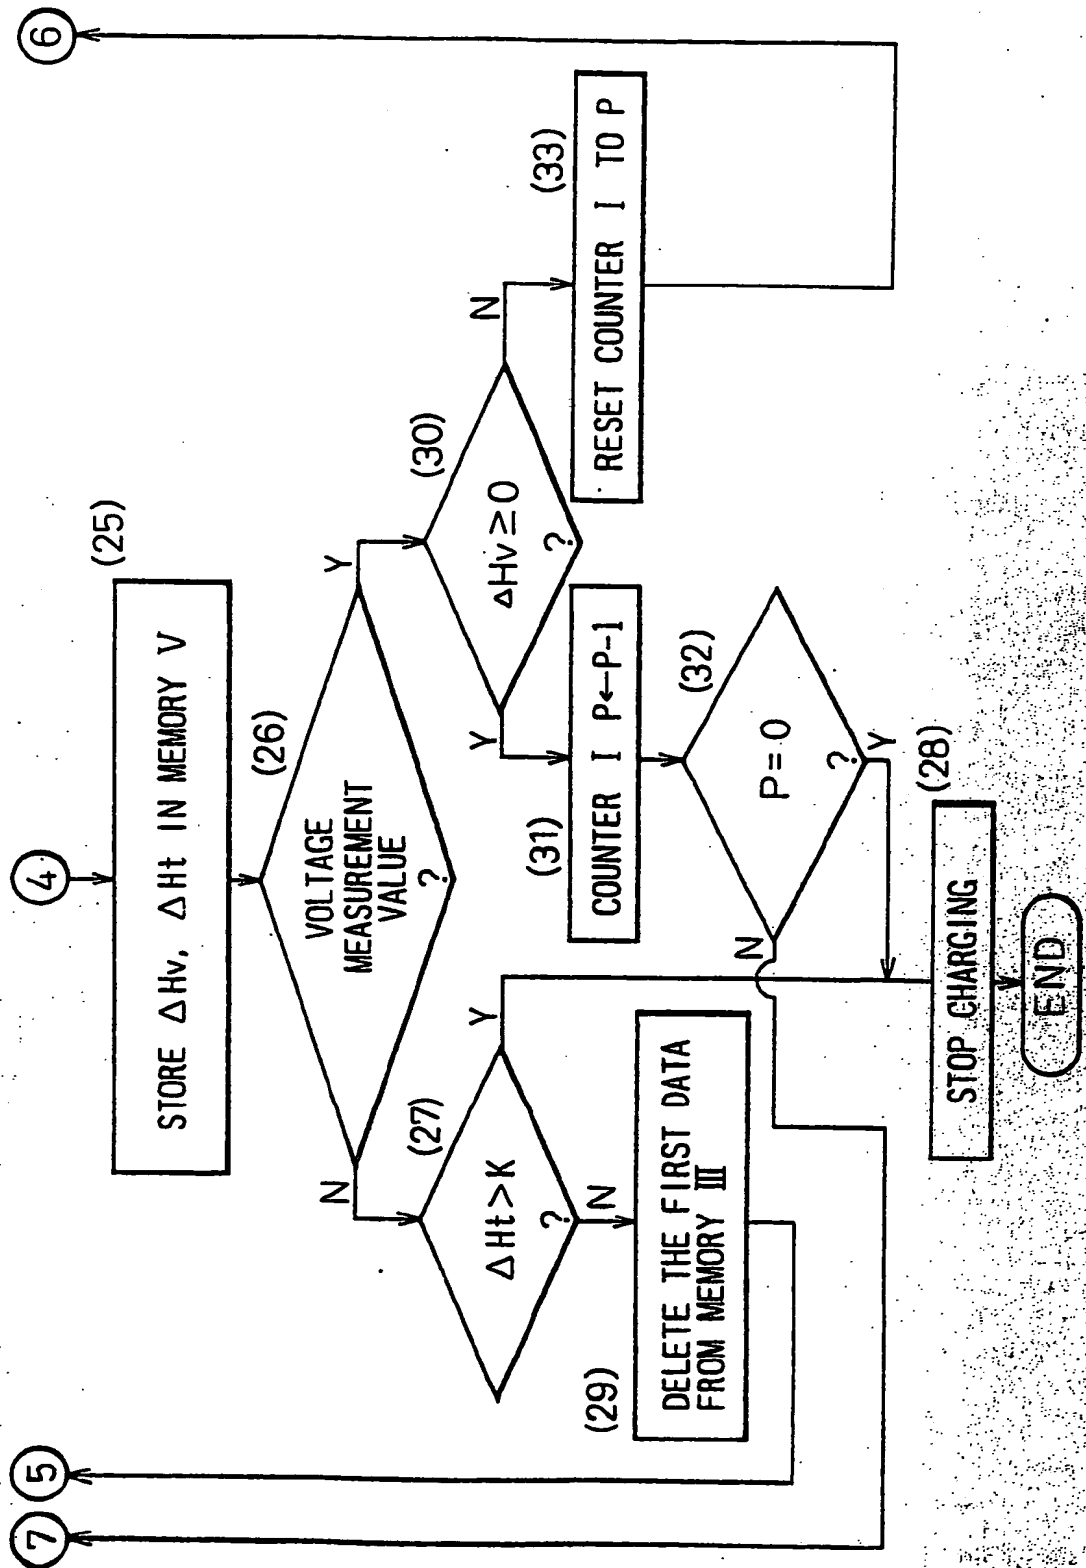 7
5
4
6
(25)
STORE ΔHv, ΔHt IN MEMORY V
(26)
VOLTAGE
MEASUREMENT
VALUE
?
N
Y
(27)
ΔHt>K
?
Y
N
(30)
ΔHv≥0
?
Y
N
(29)
DELETE THE FIRST DATA
FROM MEMORY III
(31)
COUNTER I P←P-1
(33)
RESET COUNTER I TO P
(32)
P=0
?
N
Y
(28)
STOP CHARGING
END